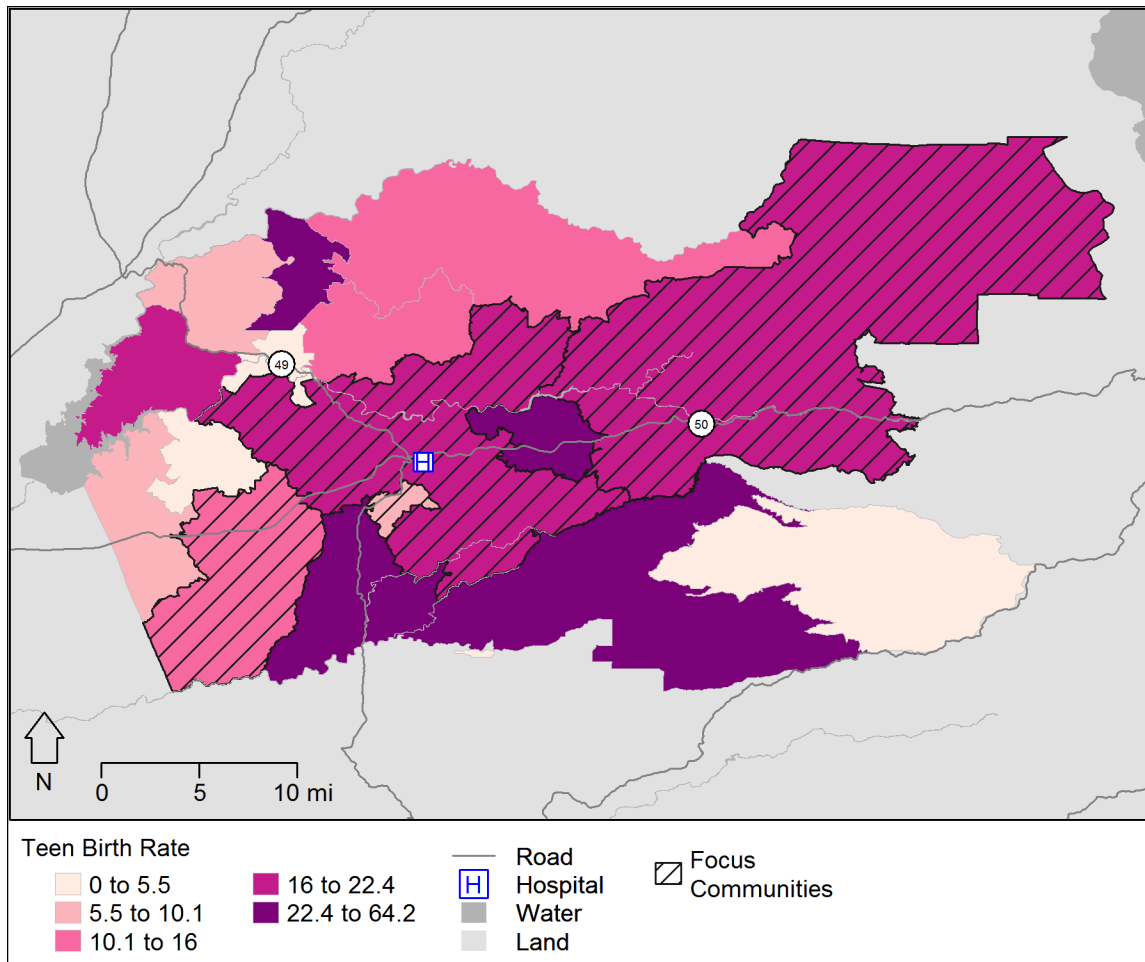 49
50
H
N
0 5 10 mi
Teen Birth Rate
0 to 5.5
5.5 to 10.1
10.1 to 16
16 to 22.4
22.4 to 64.2
Road
H Hospital
Water
Land
Focus
Communities